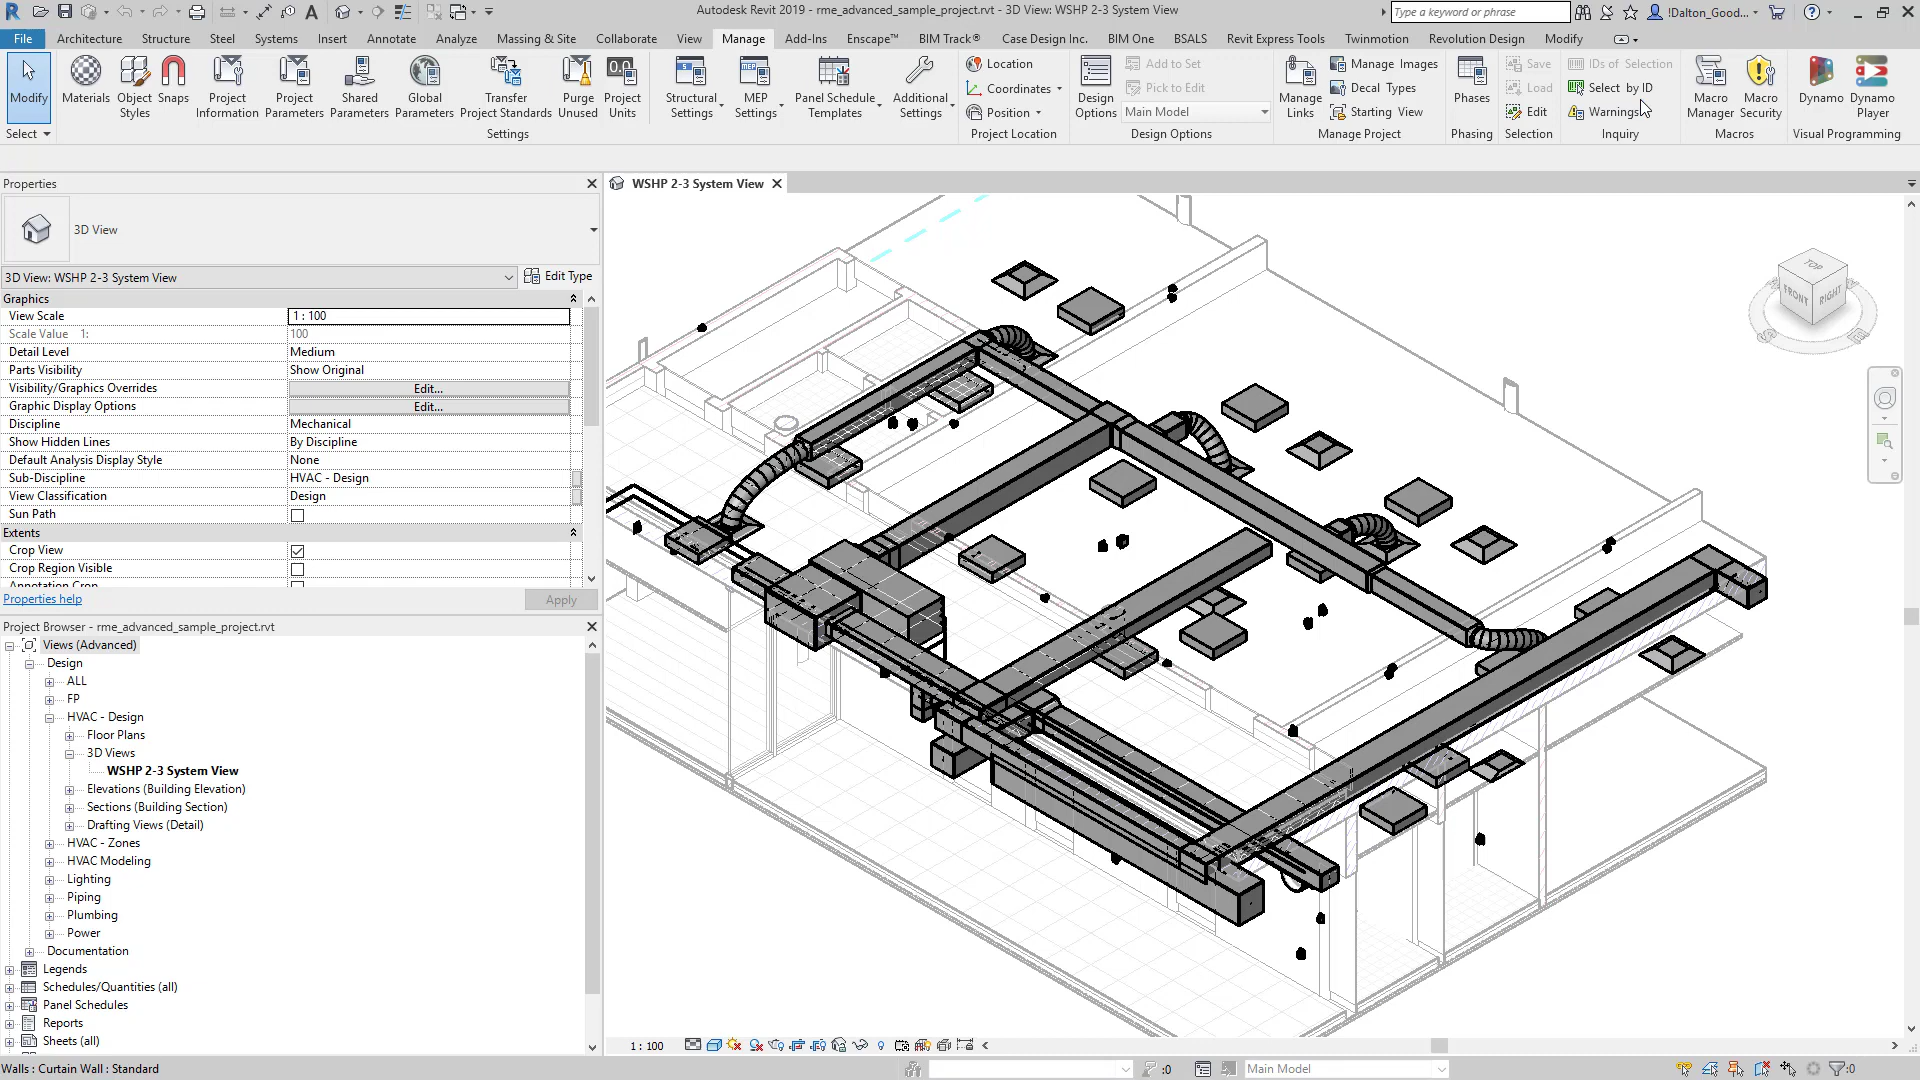 Autodesk Revit 2019 - rme_advanced_sample_project.rvt - 3D View: WSHP 2-3 System View
Type a keyword or phrase
!Dalton_Good...
File Architecture Structure Steel Systems Insert Annotate Analyze Massing & Site Collaborate View Manage Add-Ins Enscape™ BIM Track® Case Design Inc. BIM One BSALS Revit Express Tools Twinmotion Revolution Design Modify
Modify
Materials
Object Styles
Snaps
Project Information
Project Parameters
Shared Parameters
Global Parameters
Transfer Project Standards
Purge Unused
Project Units
Structural Settings
MEP Settings
Panel Schedule Templates
Additional Settings
Location
Coordinates
Position
Design Options
Add to Set
Pick to Edit
Main Model
Manage Links
Manage Images
Decal Types
Starting View
Phases
Save
Load
Edit
IDs of Selection
Select by ID
Warnings
Macro Manager
Macro Security
Dynamo
Dynamo Player
Select Settings Project Location Design Options Manage Project Phasing Selection Inquiry Macros Visual Programming
Properties
3D View
3D View: WSHP 2-3 System View Edit Type
Graphics
View Scale 1 : 100
Scale Value 1: 100
Detail Level Medium
Parts Visibility Show Original
Visibility/Graphics Overrides Edit...
Graphic Display Options Edit...
Discipline Mechanical
Show Hidden Lines By Discipline
Default Analysis Display Style None
Sub-Discipline HVAC - Design
View Classification Design
Sun Path
Extents
Crop View
Crop Region Visible
Annotation Crop
Properties help Apply
Project Browser - rme_advanced_sample_project.rvt
Views (Advanced)
Design
ALL
FP
HVAC - Design
Floor Plans
3D Views
WSHP 2-3 System View
Elevations (Building Elevation)
Sections (Building Section)
Drafting Views (Detail)
HVAC - Zones
HVAC Modeling
Lighting
Piping
Plumbing
Power
Documentation
Legends
Schedules/Quantities (all)
Panel Schedules
Reports
Sheets (all)
WSHP 2-3 System View
TOP
FRONT
RIGHT
S
E
1 : 100
Walls : Curtain Wall : Standard
:0
Main Model
:0